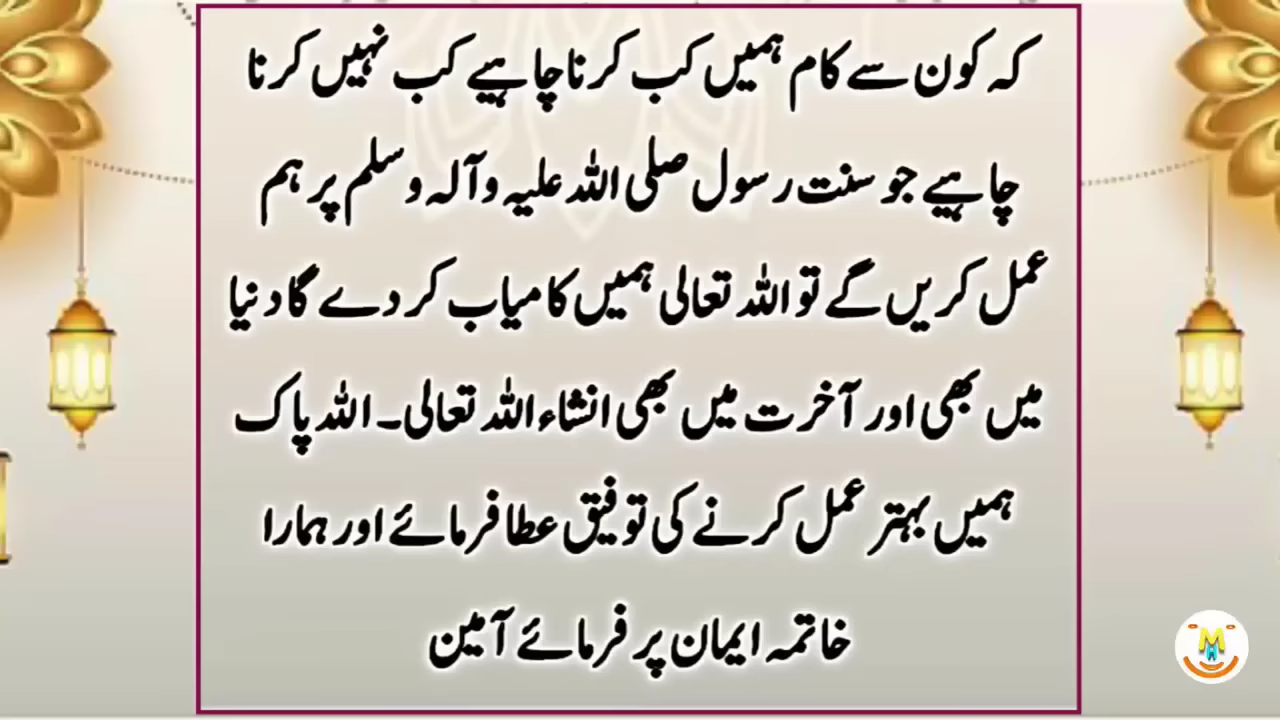 کہ کون سے کام ہمیں کب کرنا چاہیے کب نہیں کرنا
چاہیے جو سنت رسول صلی اللہ علیہ وآلہ وسلم پر ہم
عمل کریں گے تو اللہ تعالی ہمیں کامیاب کر دے گا دنیا
میں بھی اور آخرت میں بھی انشاء اللہ تعالی۔ اللہ پاک
ہمیں بہتر عمل کرنے کی توفیق عطا فرمائے اور ہمارا
خاتمہ ایمان پر فرمائے آمین